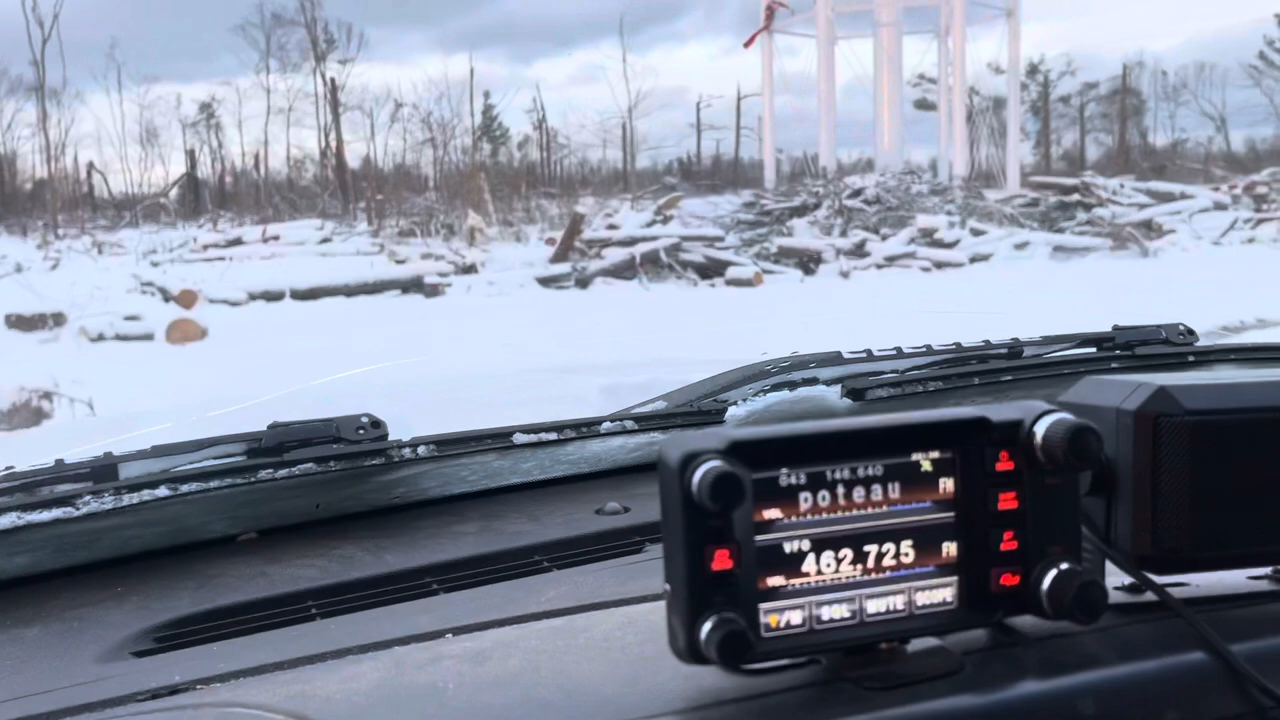 043 146.640
poteau FM
VOL
VFO
462.725 FM
VOL
F/W SQL MUTE SCOPE